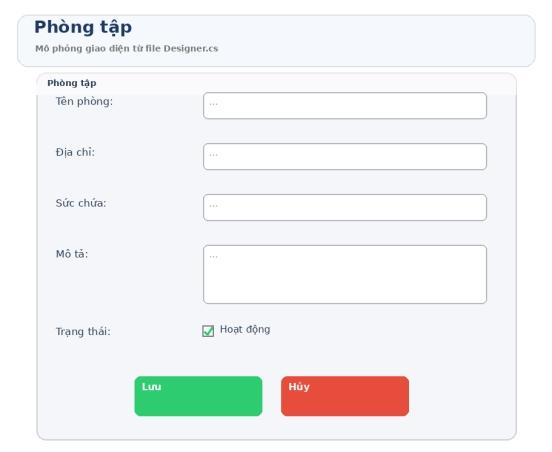 Phòng tập
Mô phỏng giao diện từ file Designer.cs
Phòng tập
Tên phòng:
...
Địa chỉ:
...
Sức chứa:
...
Mô tả:
...
Trạng thái:
Hoạt động
Lưu
Hủy